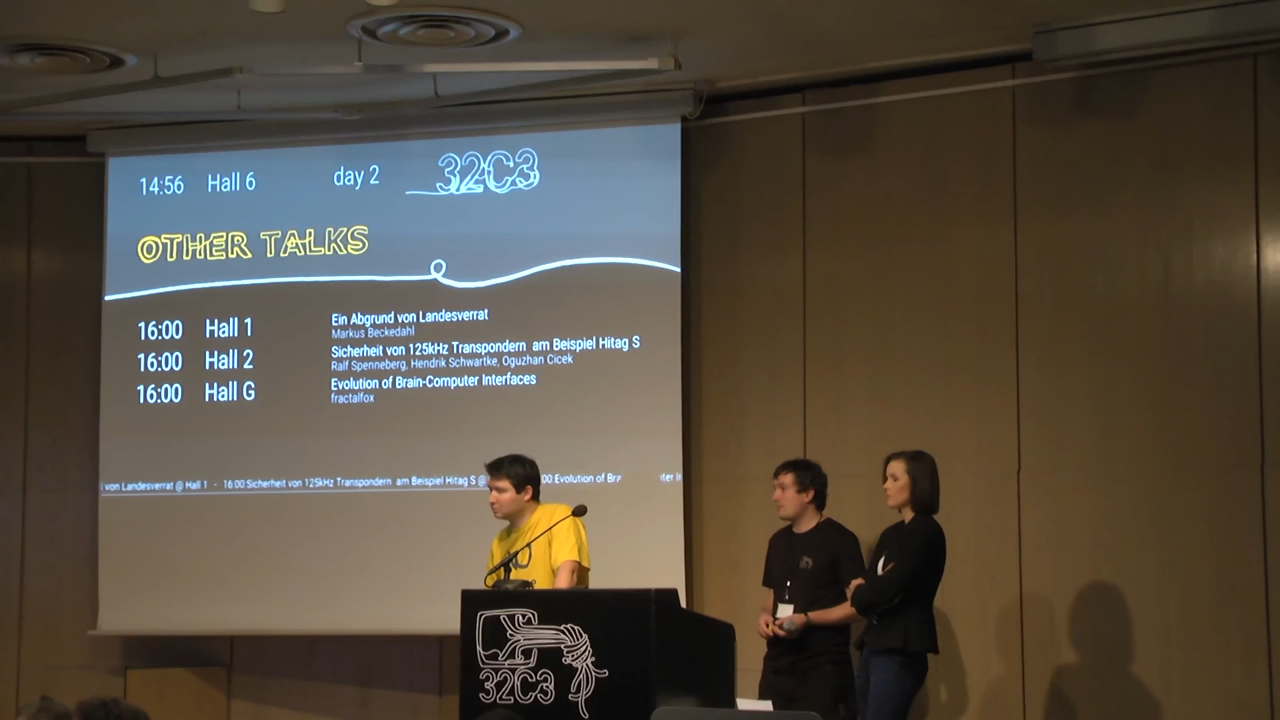 14:56 Hall 6 day 2 32C3
OTHER TALKS
16:00 Hall 1 Ein Abgrund von Landesverrat
Markus Beckedahl
16:00 Hall 2 Sicherheit von 125kHz Transpondern am Beispiel Hitag S
Ralf Spenneberg, Hendrik Schwartke, Oguzhan Cicek
16:00 Hall G Evolution of Brain-Computer Interfaces
fractalfox
von Landesverrat @ Hall 1 - 16:00 Sicherheit von 125kHz Transpondern am Beispiel Hitag S @ 00 Evolution of
32C3